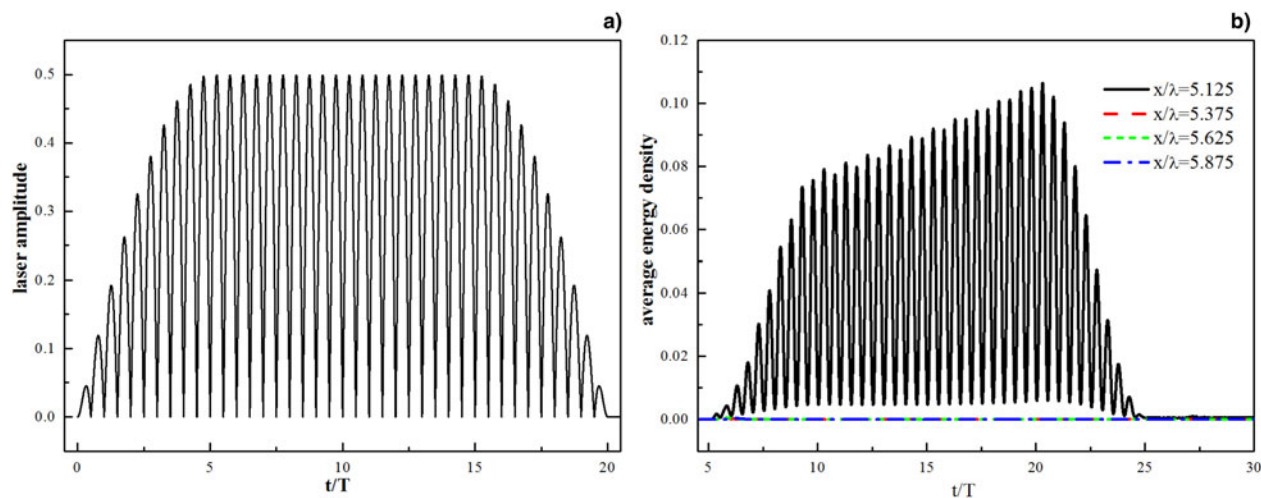 a)
0.5
0.4
0.3
0.2
0.1
0.0
laser amplitude
0 5 10 15 20
t/T
b)
0.12
0.10
0.08
0.06
0.04
0.02
0.00
average energy density
x/λ=5.125
x/λ=5.375
x/λ=5.625
x/λ=5.875
5 10 15 20 25 30
t/T